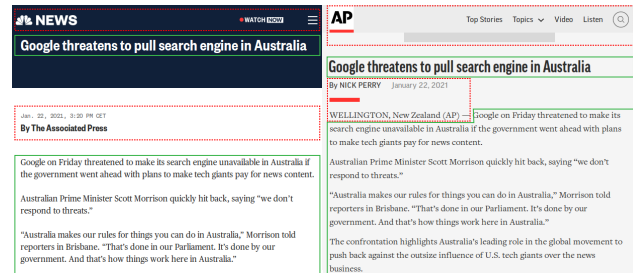 NEWS
WATCH NOW
Google threatens to pull search engine in Australia
Jan. 22, 2021, 3:20 PM CET
By The Associated Press
Google on Friday threatened to make its search engine unavailable in Australia if
the government went ahead with plans to make tech giants pay for news content.
Australian Prime Minister Scott Morrison quickly hit back, saying “we don’t
respond to threats.”
“Australia makes our rules for things you can do in Australia,” Morrison told
reporters in Brisbane. “That’s done in our Parliament. It’s done by our
government. And that’s how things work here in Australia.”
AP
Top Stories Topics Video Listen
Google threatens to pull search engine in Australia
By NICK PERRY January 22, 2021
WELLINGTON, New Zealand (AP) — Google on Friday threatened to make its
search engine unavailable in Australia if the government went ahead with plans
to make tech giants pay for news content.
Australian Prime Minister Scott Morrison quickly hit back, saying “we don’t
respond to threats.”
“Australia makes our rules for things you can do in Australia,” Morrison told
reporters in Brisbane. “That’s done in our Parliament. It’s done by our
government. And that’s how things work here in Australia.”
The confrontation highlights Australia’s leading role in the global movement to
push back against the outsize influence of U.S. tech giants over the news
business.